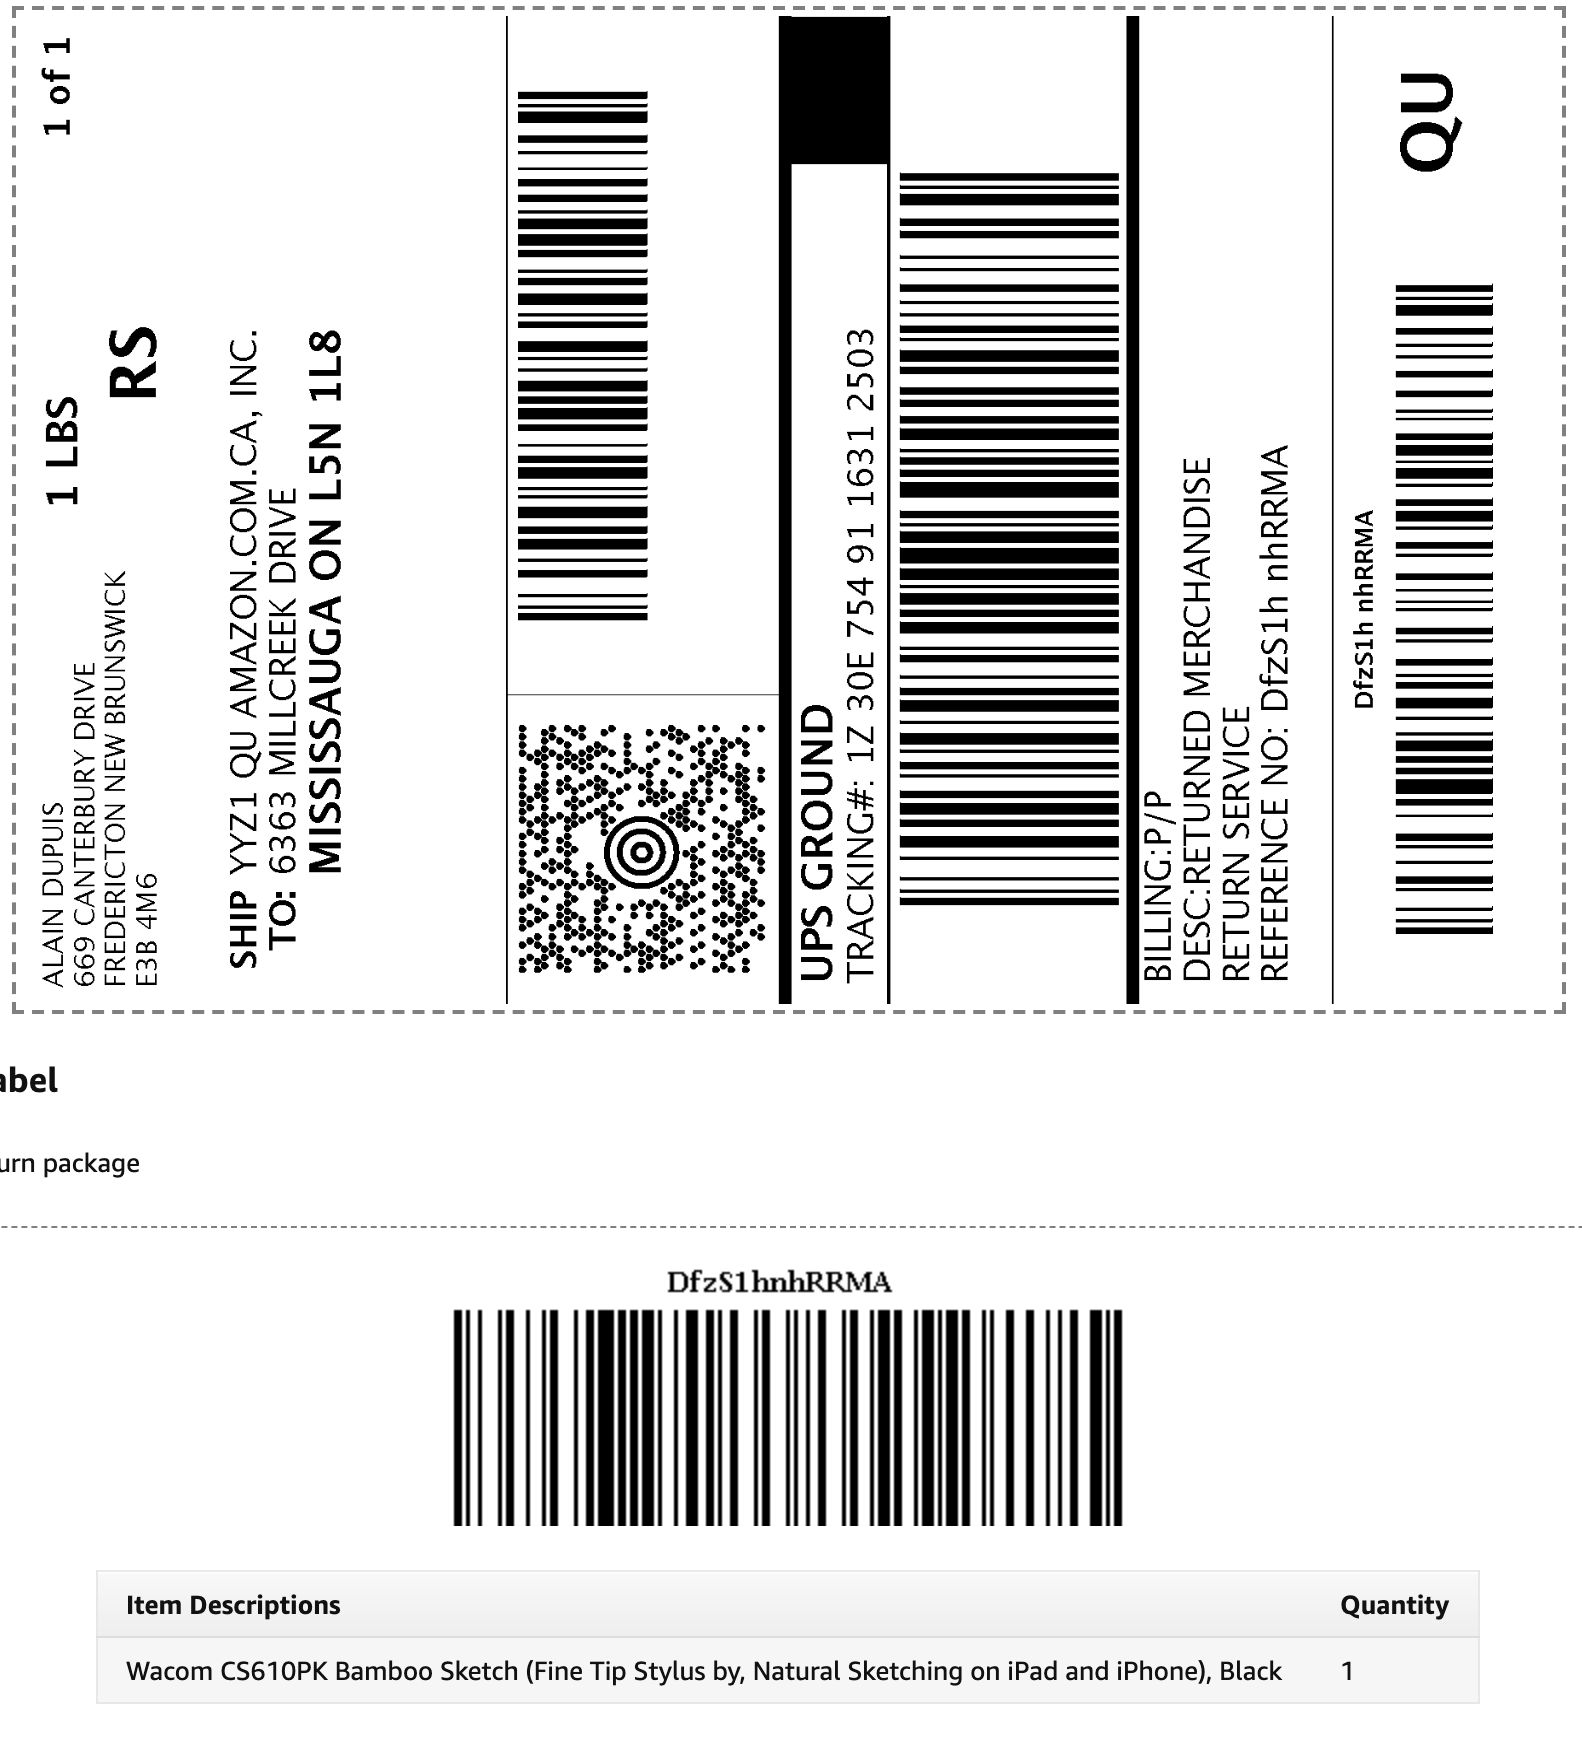 ALAIN DUPUIS
669 CANTERBURY DRIVE
FREDERICTON NEW BRUNSWICK
E3B 4M6
1 LBS
1 of 1
RS
SHIP YYZ1 QU AMAZON.COM.CA, INC.
TO: 6363 MILLCREEK DRIVE
MISSISSAUGA ON L5N 1L8
UPS GROUND
TRACKING#: 1Z 30E 754 91 1631 2503
BILLING:P/P
DESC:RETURNED MERCHANDISE
RETURN SERVICE
REFERENCE NO: DfzS1h nhRRMA
DfzS1h nhRRMA
QU
abel
urn package
DfzS1hnhRRMA
Item Descriptions Quantity
Wacom CS610PK Bamboo Sketch (Fine Tip Stylus by, Natural Sketching on iPad and iPhone), Black 1